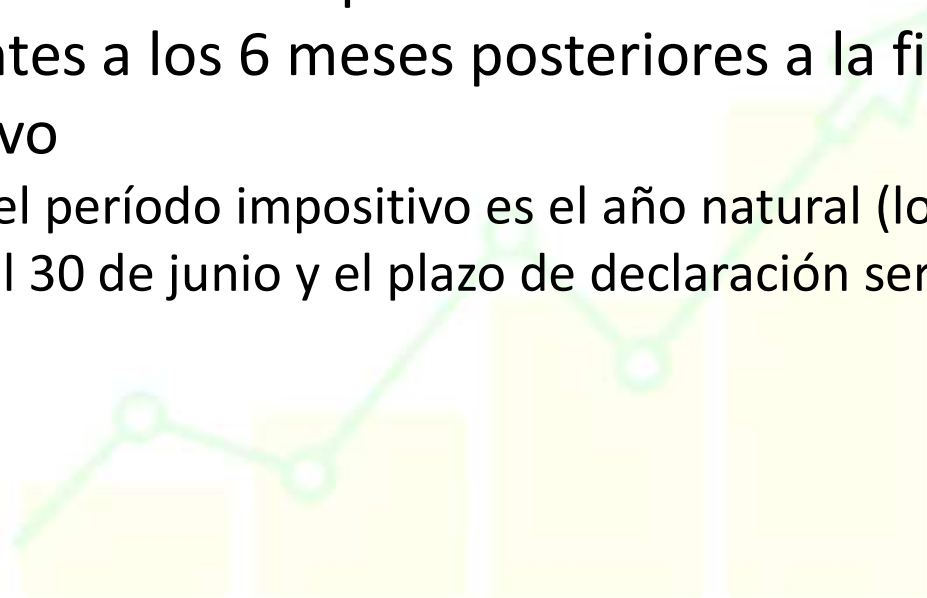 ntes a los 6 meses posteriores a la fi
vo
el período impositivo es el año natural (lo
l 30 de junio y el plazo de declaración ser